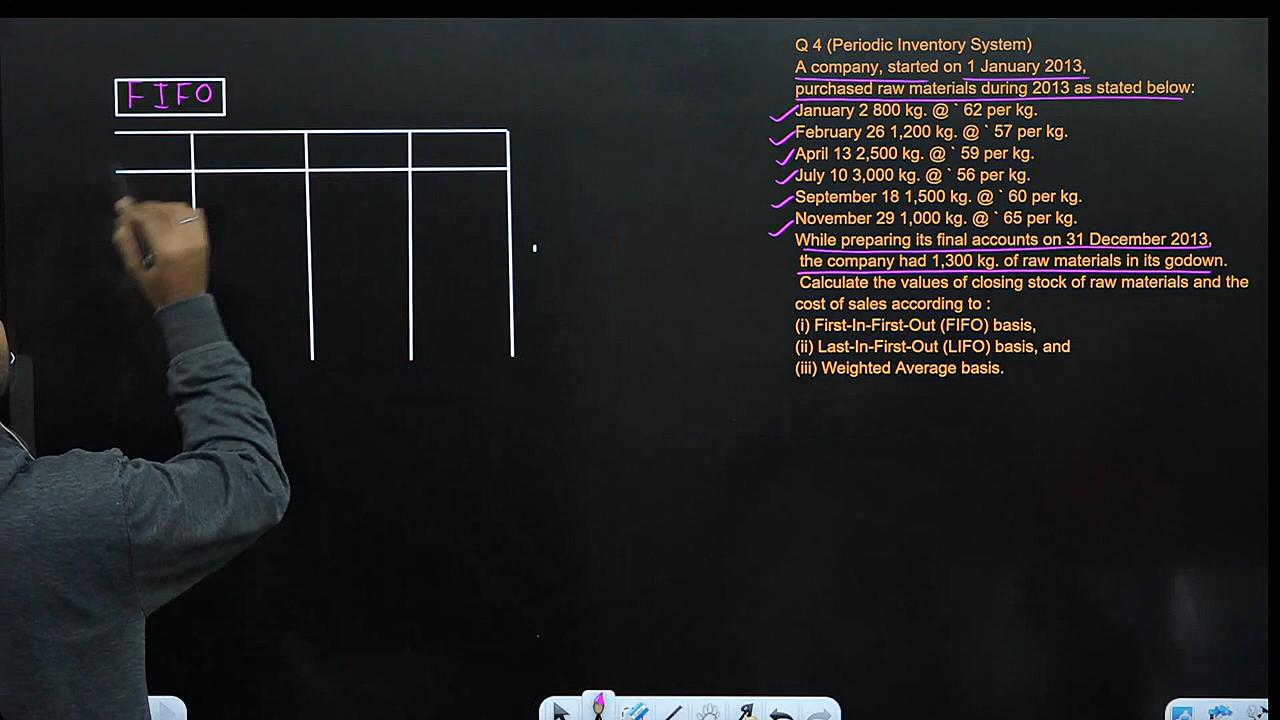 FIFO
Q 4 (Periodic Inventory System)
A company, started on 1 January 2013,
purchased raw materials during 2013 as stated below:
January 2 800 kg. @ ` 62 per kg.
February 26 1,200 kg. @ ` 57 per kg.
April 13 2,500 kg. @ ` 59 per kg.
July 10 3,000 kg. @ ` 56 per kg.
September 18 1,500 kg. @ ` 60 per kg.
November 29 1,000 kg. @ ` 65 per kg.
While preparing its final accounts on 31 December 2013,
the company had 1,300 kg. of raw materials in its godown.
Calculate the values of closing stock of raw materials and the
cost of sales according to :
(i) First-In-First-Out (FIFO) basis,
(ii) Last-In-First-Out (LIFO) basis, and
(iii) Weighted Average basis.